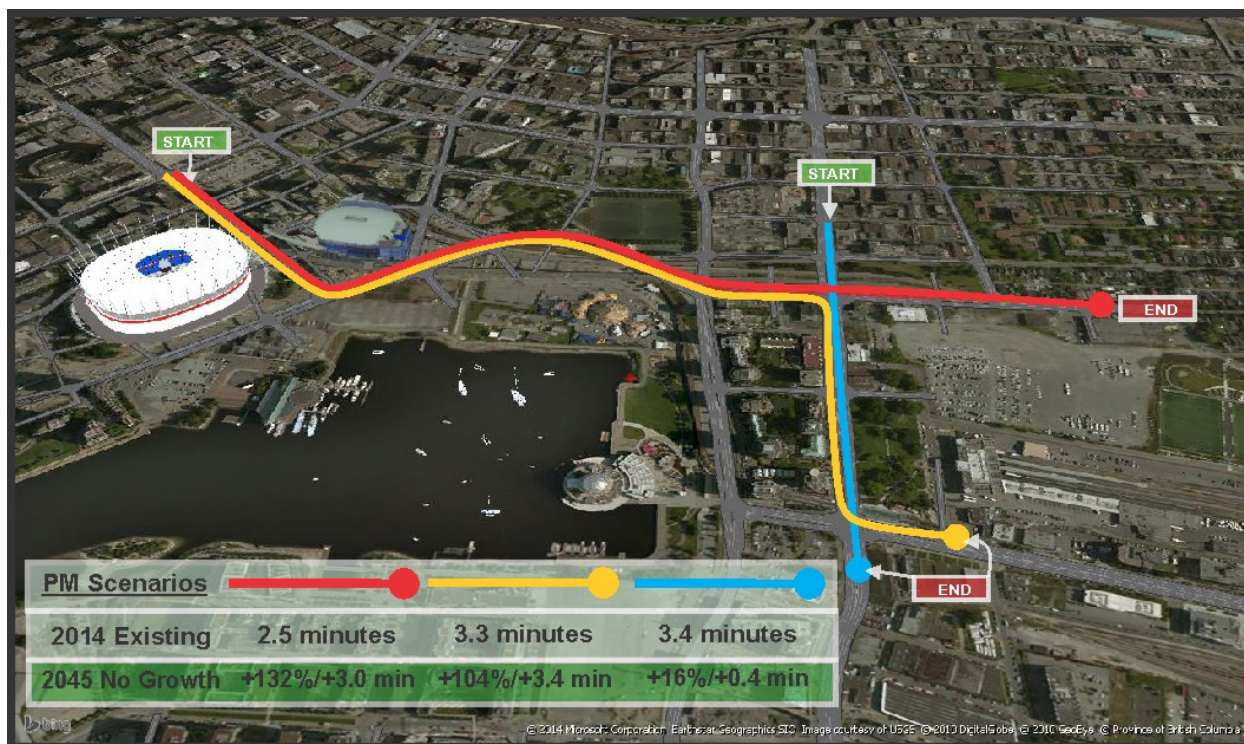 START
START
END
END
PM Scenarios
2014 Existing 2.5 minutes 3.3 minutes 3.4 minutes
2045 No Growth +132%/+3.0 min +104%/+3.4 min +16%/+0.4 min
bing
© 2014 Microsoft Corporation Earthstar Geographics SIO Image courtesy of USGS © 2013 DigitalGlobe © 2010 GeoEye © Province of British Columbia